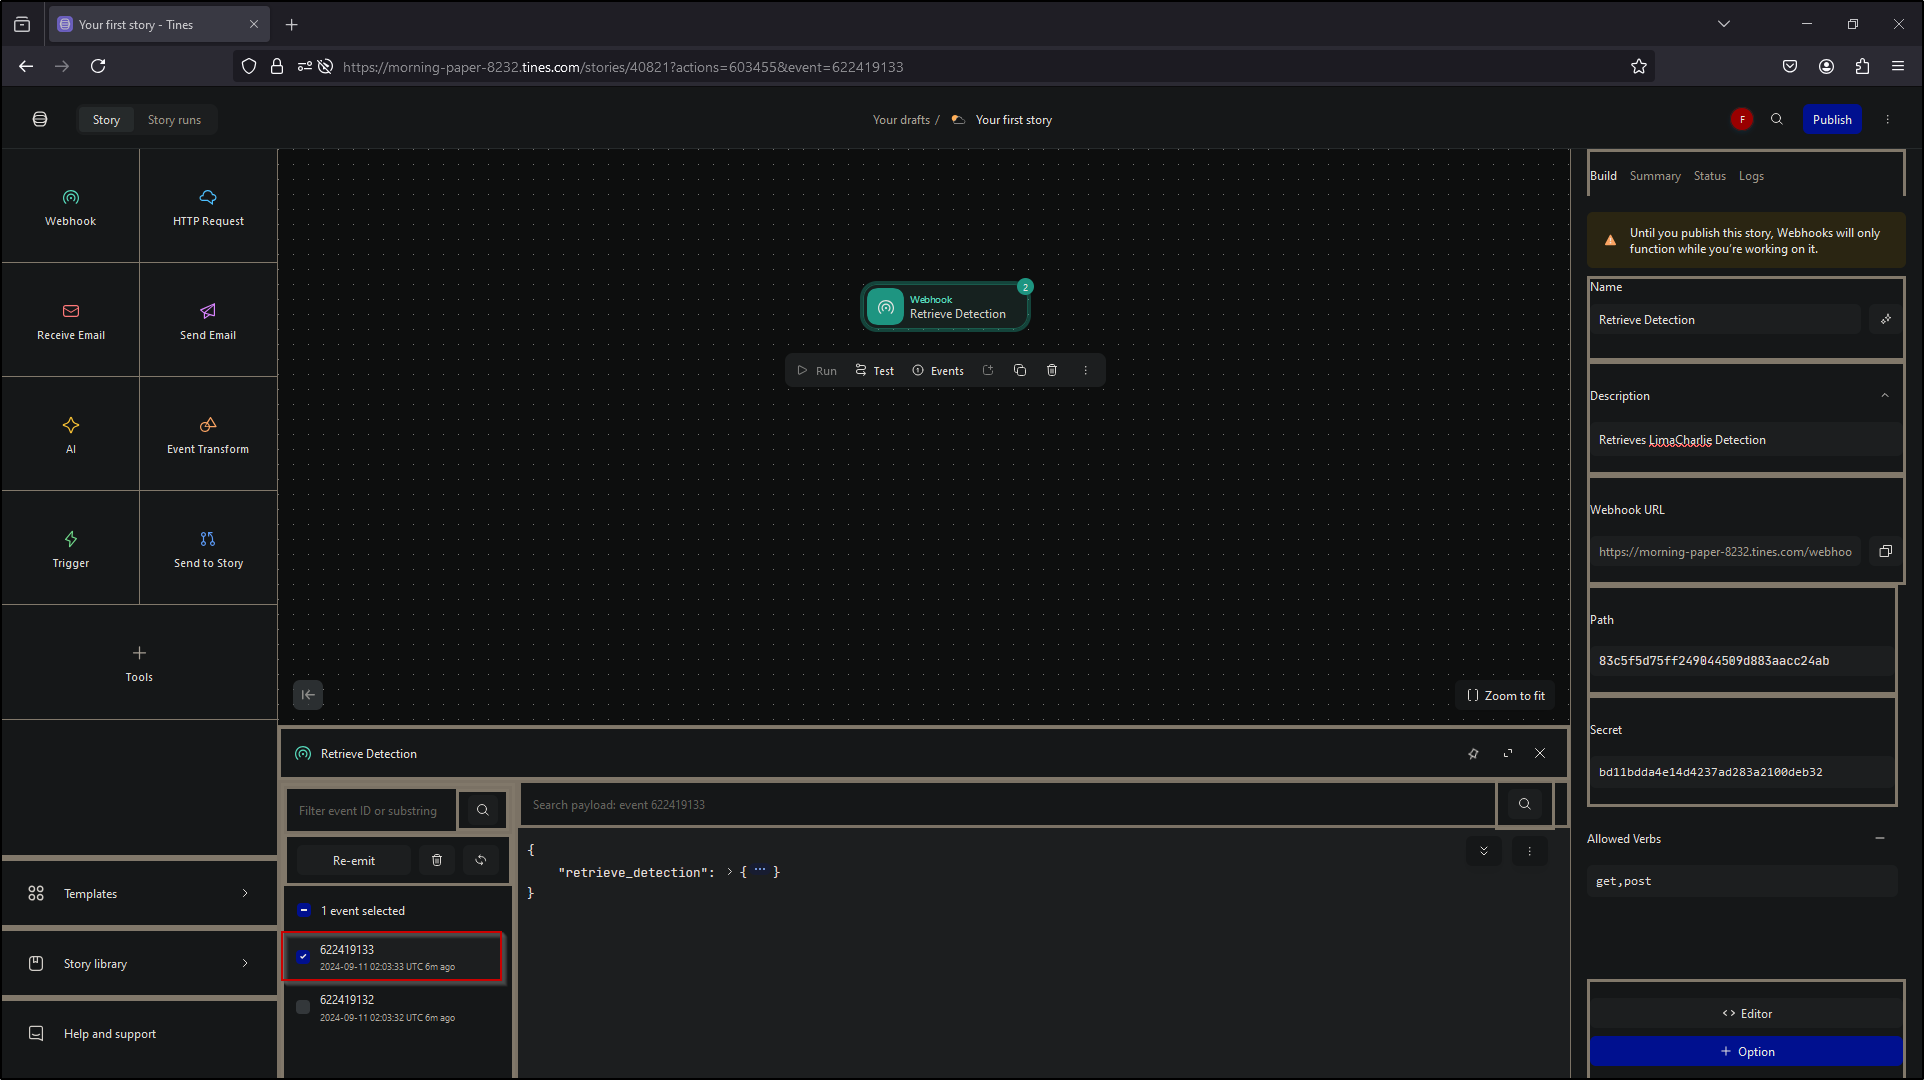 Your first story - Tines
https://morning-paper-8232.tines.com/stories/40821?actions=603455&event=622419133
Story
Story runs
Your drafts / Your first story
F
Publish
Webhook
HTTP Request
Receive Email
Send Email
AI
Event Transform
Trigger
Send to Story
Tools
Templates
Story library
Help and support
Webhook
Retrieve Detection
2
Run
Test
Events
Zoom to fit
Retrieve Detection
Filter event ID or substring
Search payload: event 622419133
Re-emit
1 event selected
622419133
2024-09-11 02:03:33 UTC 6m ago
622419132
2024-09-11 02:03:32 UTC 6m ago
{
"retrieve_detection": > { ... }
}
Build
Summary
Status
Logs
Until you publish this story, Webhooks will only
function while you're working on it.
Name
Retrieve Detection
Description
Retrieves LimaCharlie Detection
Webhook URL
https://morning-paper-8232.tines.com/webhoo
Path
83c5f5d75ff249044509d883aacc24ab
Secret
bd11bdda4e14d4237ad283a2100deb32
Allowed Verbs
get,post
<> Editor
+ Option